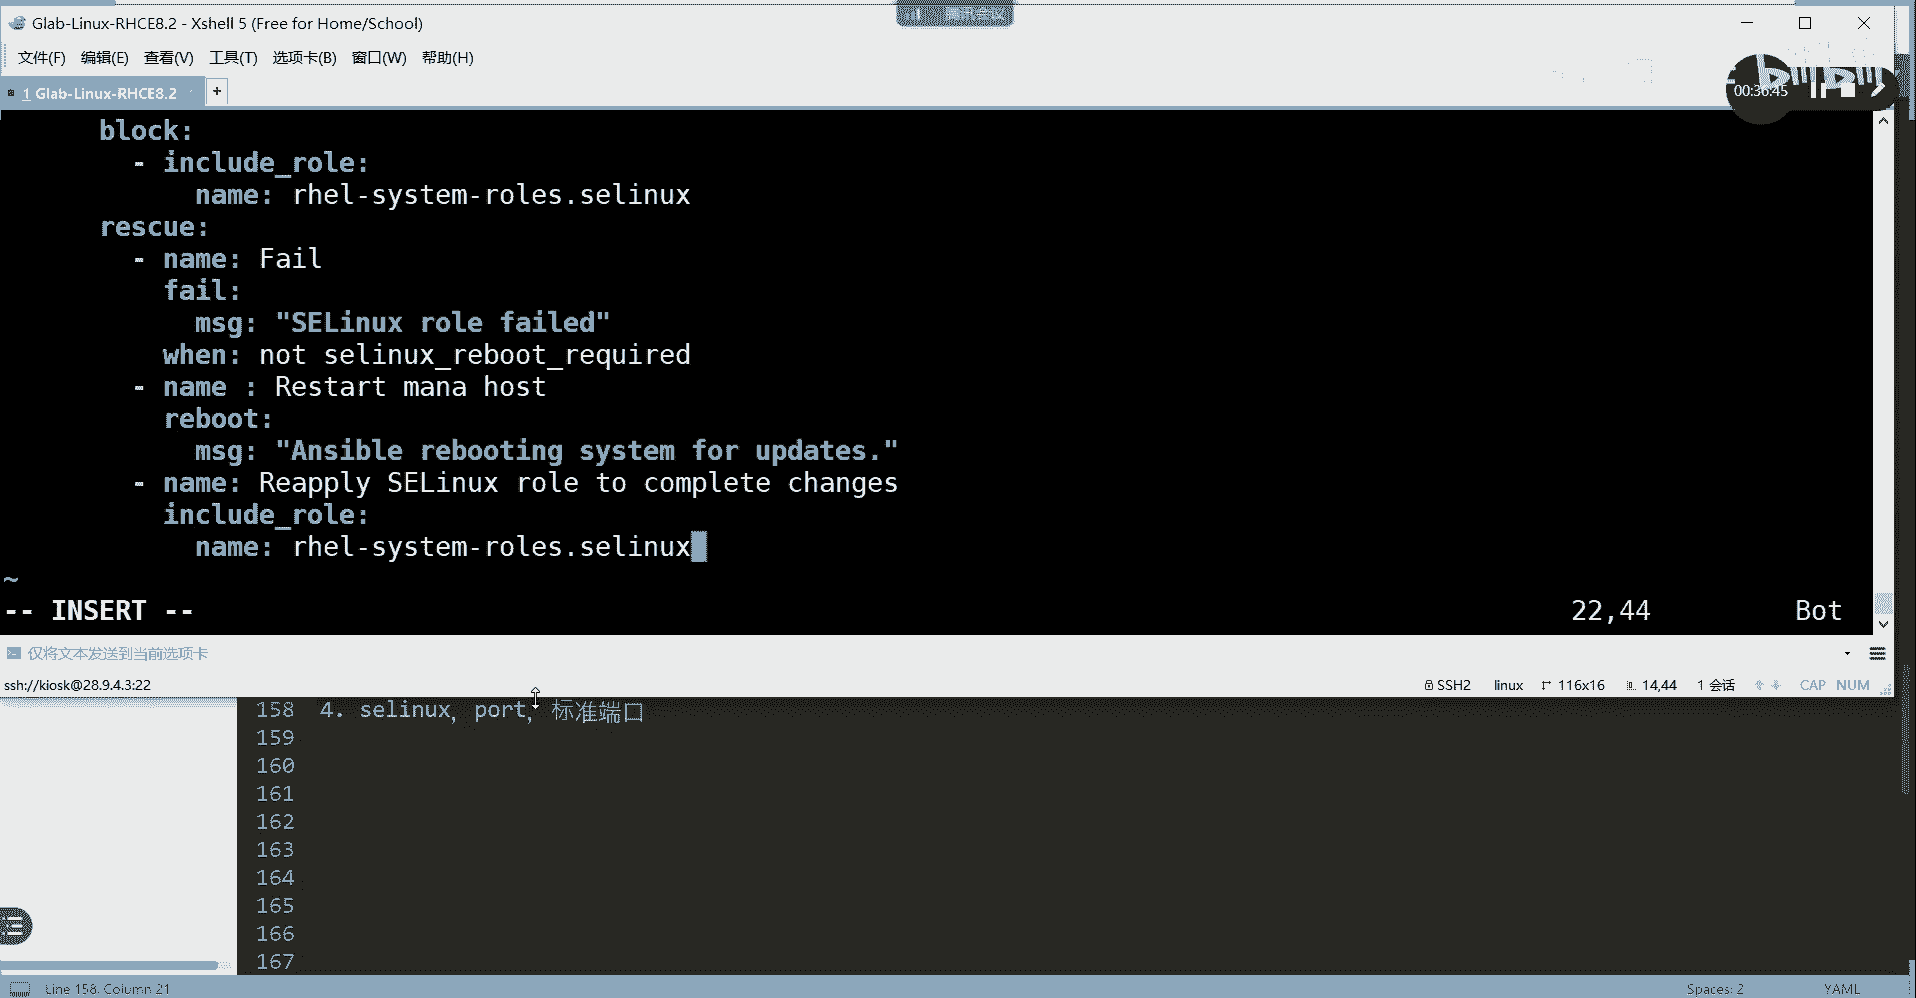 Glab-Linux-RHCE8.2 - Xshell 5 (Free for Home/School)
文件(F) 编辑(E) 查看(V) 工具(T) 选项卡(B) 窗口(W) 帮助(H)
1 Glab-Linux-RHCE8.2 +
00:36:45
block:
- include_role:
name: rhel-system-roles.selinux
rescue:
- name: Fail
fail:
msg: "SELinux role failed"
when: not selinux_reboot_required
- name : Restart mana host
reboot:
msg: "Ansible rebooting system for updates."
- name: Reapply SELinux role to complete changes
include_role:
name: rhel-system-roles.selinux
~
-- INSERT -- 22,44 Bot
仅将文本发送到当前选项卡
ssh://kiosk@28.9.4.3:22 SSH2 linux 116x16 14,44 1 会话 CAP NUM
158 4. selinux, port, 标准端口
159
160
161
162
163
164
165
166
167
Line 158, Column 21 Spaces: 2 YAML